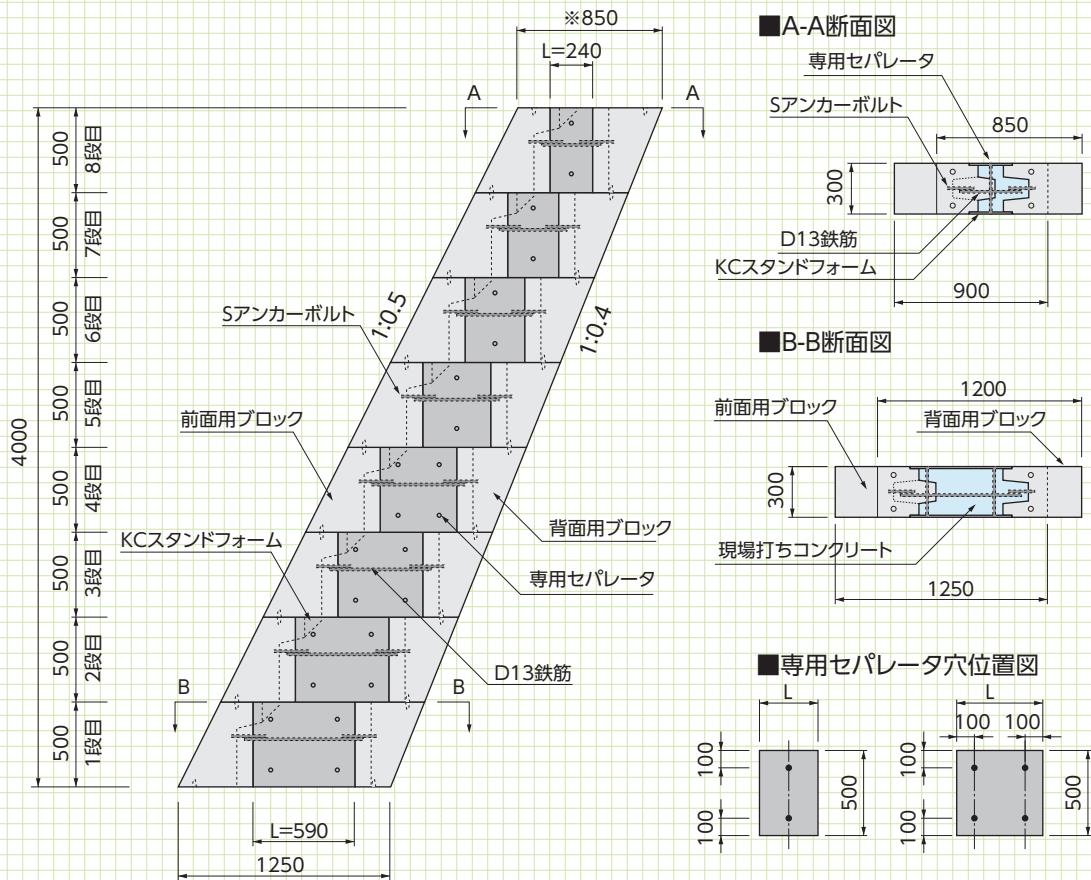 ※850
L=240
A
A
4000
500
8段目
500
7段目
500
6段目
500
5段目
500
4段目
500
3段目
500
2段目
500
1段目
1:0.5
1:0.4
Sアンカーボルト
前面用ブロック
KCスタンドフォーム
背面用ブロック
専用セパレータ
D13鉄筋
B
B
L=590
1250
■A-A断面図
専用セパレータ
Sアンカーボルト
850
300
D13鉄筋
KCスタンドフォーム
900
■B-B断面図
1200
前面用ブロック
背面用ブロック
300
現場打ちコンクリート
1250
■専用セパレータ穴位置図
L
100
100
500
L
100
100
100
100
500